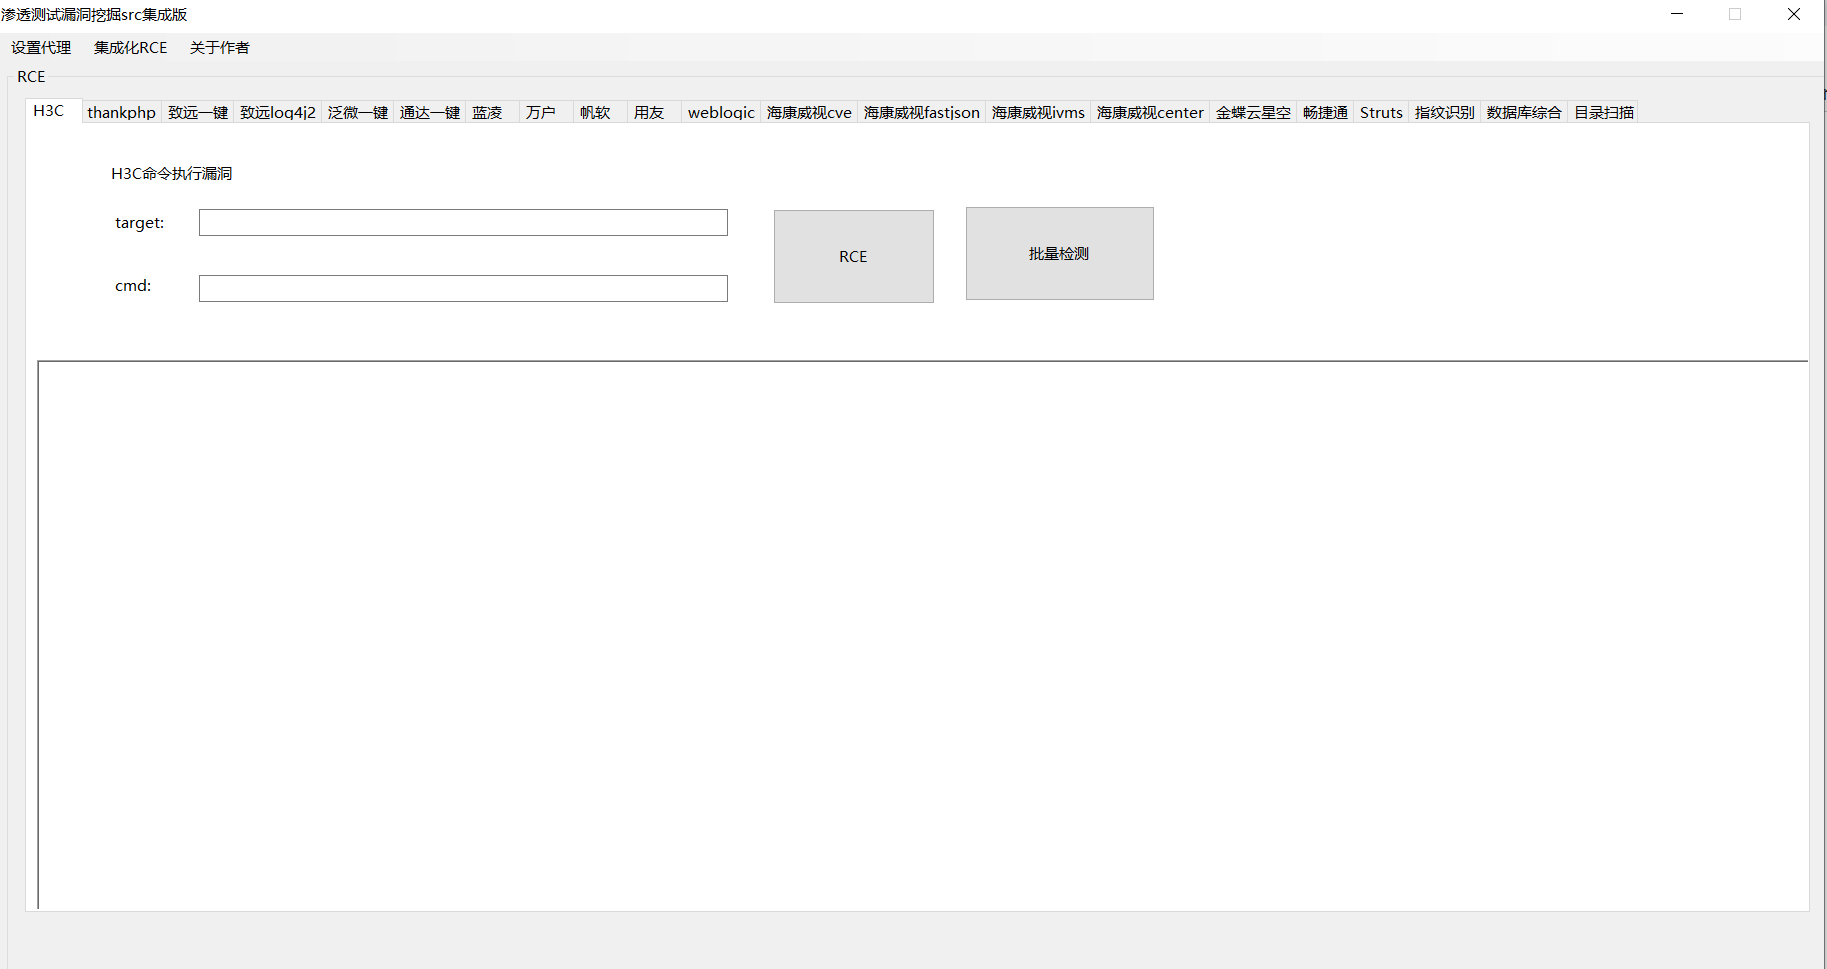 渗透测试漏洞挖掘src集成版
设置代理 集成化RCE 关于作者
RCE
H3C thankphp 致远一键 致远log4j2 泛微一键 通达一键 蓝凌 万户 帆软 用友 weblogic 海康威视cve 海康威视fastjson 海康威视ivms 海康威视center 金蝶云星空 畅捷通 Struts 指纹识别 数据库综合 目录扫描
H3C命令执行漏洞
target:
RCE 批量检测
cmd: